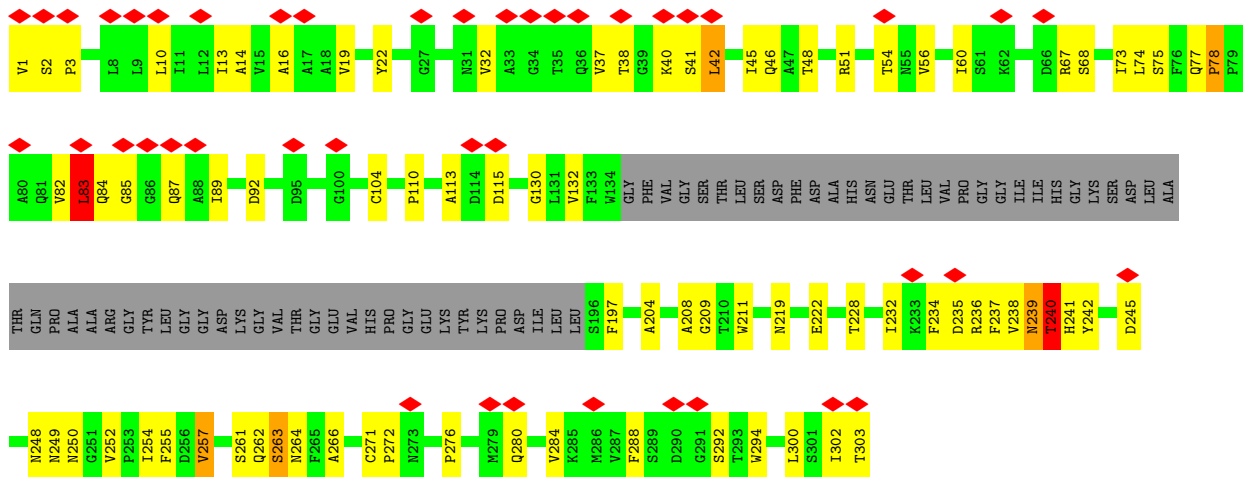 V1 S2 P3 L8 L9 L10 I11 L12 I13 A14 V15 A16 A17 A18 V19 Y22 G27 N31 V32 A33 G34 T35 Q36 V37 T38 G39 K40 S41 L42 I45 Q46 A47 T48 R51 T54 N55 V56 I60 S61 K62 D66 R67 S68 I73 L74 S75 F76 Q77 P78 P79
A80 Q81 V82 L83 Q84 G85 G86 Q87 A88 I89 D92 D95 G100 C104 P110 A113 D114 D115 G130 L131 V132 F133 W134 GLY PHE VAL GLY SER THR LEU SER ASP PHE ASP ALA HIS ASN GLU THR LEU VAL PRO GLY GLY ILE ILE HIS GLY LYS SER ASP LEU ALA
THR GLN PRO ALA ALA ARG GLY TYR LEU GLY GLY ASP LYS GLY VAL THR GLY GLU VAL HIS PRO GLY GLU LYS TYR LYS PRO ASP ILE LEU LEU S196 F197 A204 A208 G209 T210 W211 N219 E222 T228 I232 K233 F234 D235 R236 F237 V238 N239 T240 H241 Y242 D245
N248 N249 N250 G251 V252 P253 I254 F255 D256 V257 S261 Q262 S263 N264 F265 A266 C271 P272 N273 P276 M279 Q280 V284 K285 M286 V287 F288 S289 D290 G291 S292 T293 W294 L300 S301 I302 T303